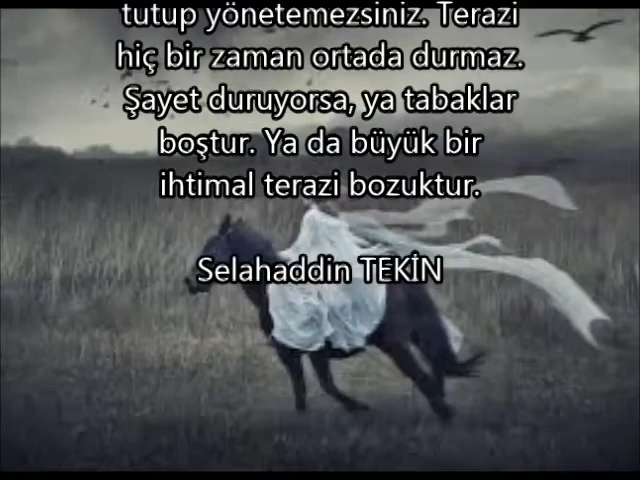 tutup yönetemezsiniz. Terazi
hiç bir zaman ortada durmaz.
Şayet duruyorsa, ya tabaklar
boştur. Ya da büyük bir
ihtimal terazi bozuktur.
Selahaddin TEKİN